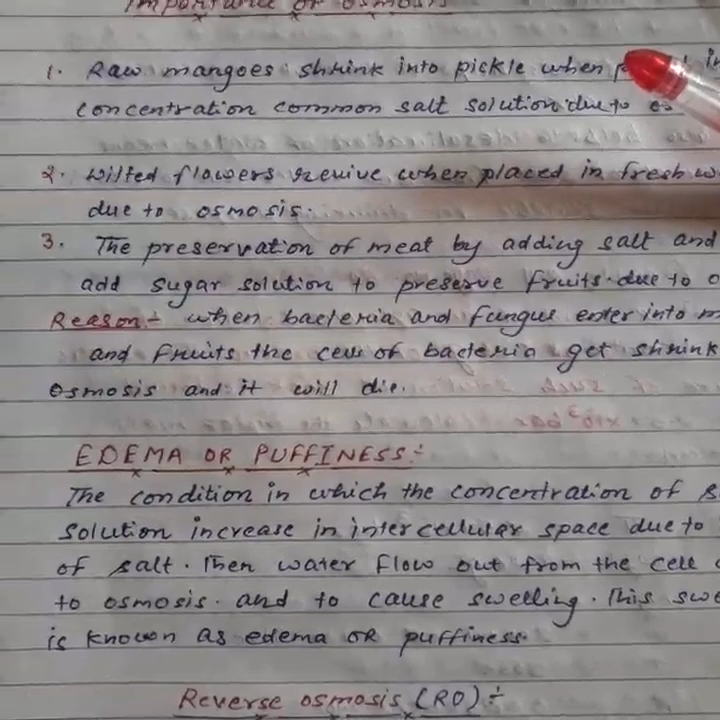 Importance of osmosis
1. Raw mangoes shrink into pickle when in
concentration common salt solution due to
2. Wilted flowers revive when placed in fresh
due to osmosis.
3. The preservation of meat by adding salt and
add sugar solution to preserve fruits due to
Reason:- when bacteria and fungus enter into
and fruits the cell of bacteria get shrink
osmosis and it will die.
EDEMA OR PUFFINESS:-
The condition in which the concentration of
solution increase in intercellular space due to
of salt. Then water flow out from the cell
to osmosis. and to cause swelling. This
is known as edema OR puffiness.
Reverse osmosis (RO):-